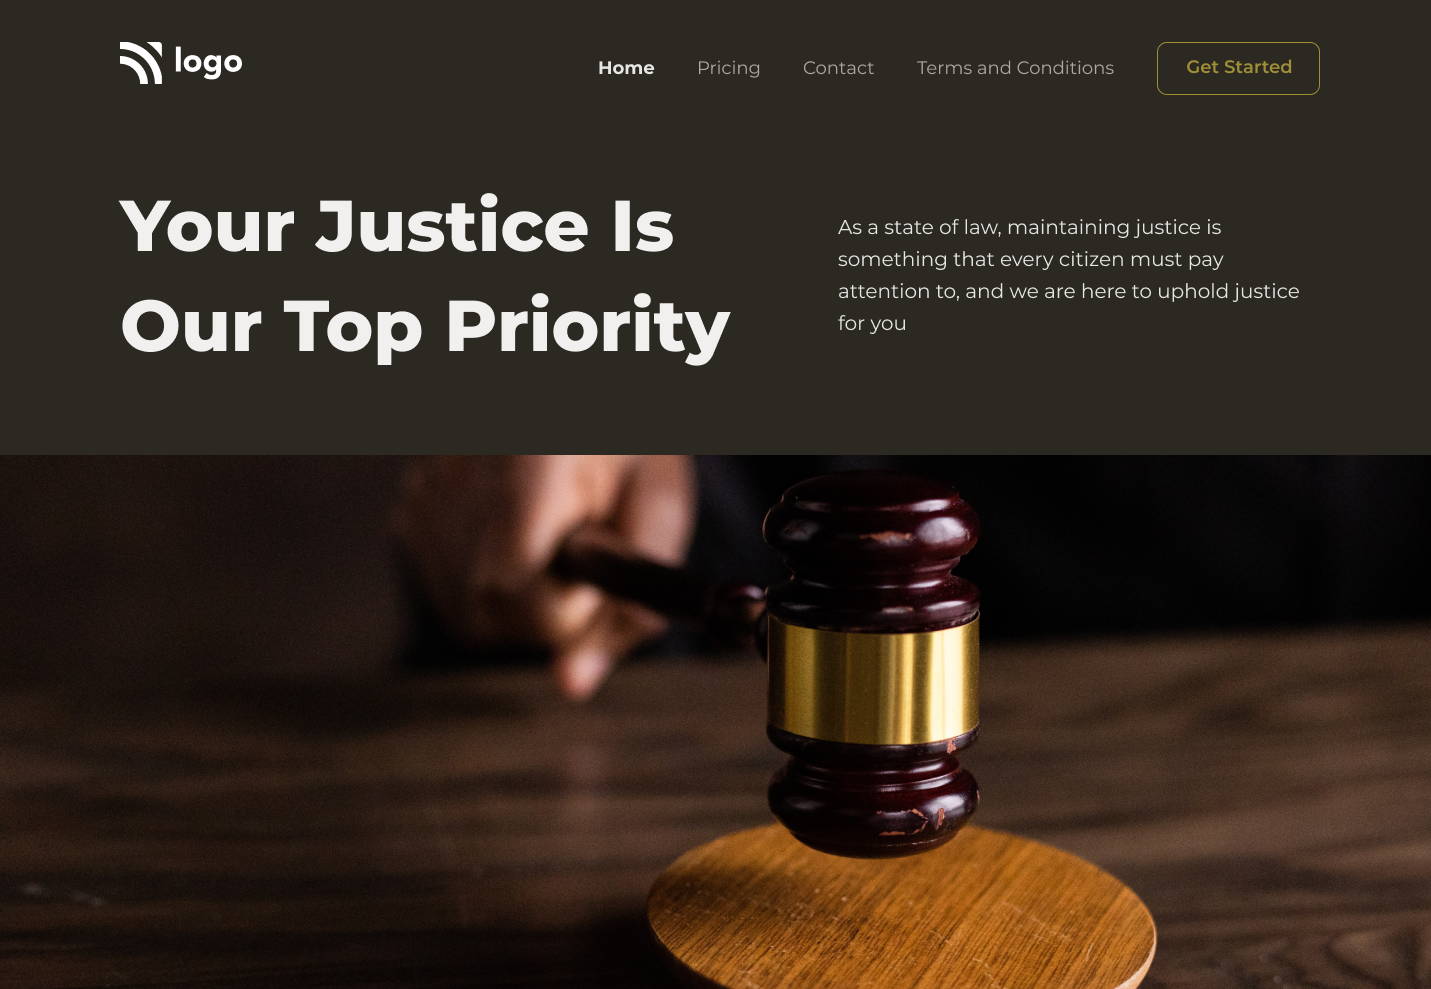 logo
Home Pricing Contact Terms and Conditions Get Started
Your Justice Is
Our Top Priority
As a state of law, maintaining justice is
something that every citizen must pay
attention to, and we are here to uphold justice
for you